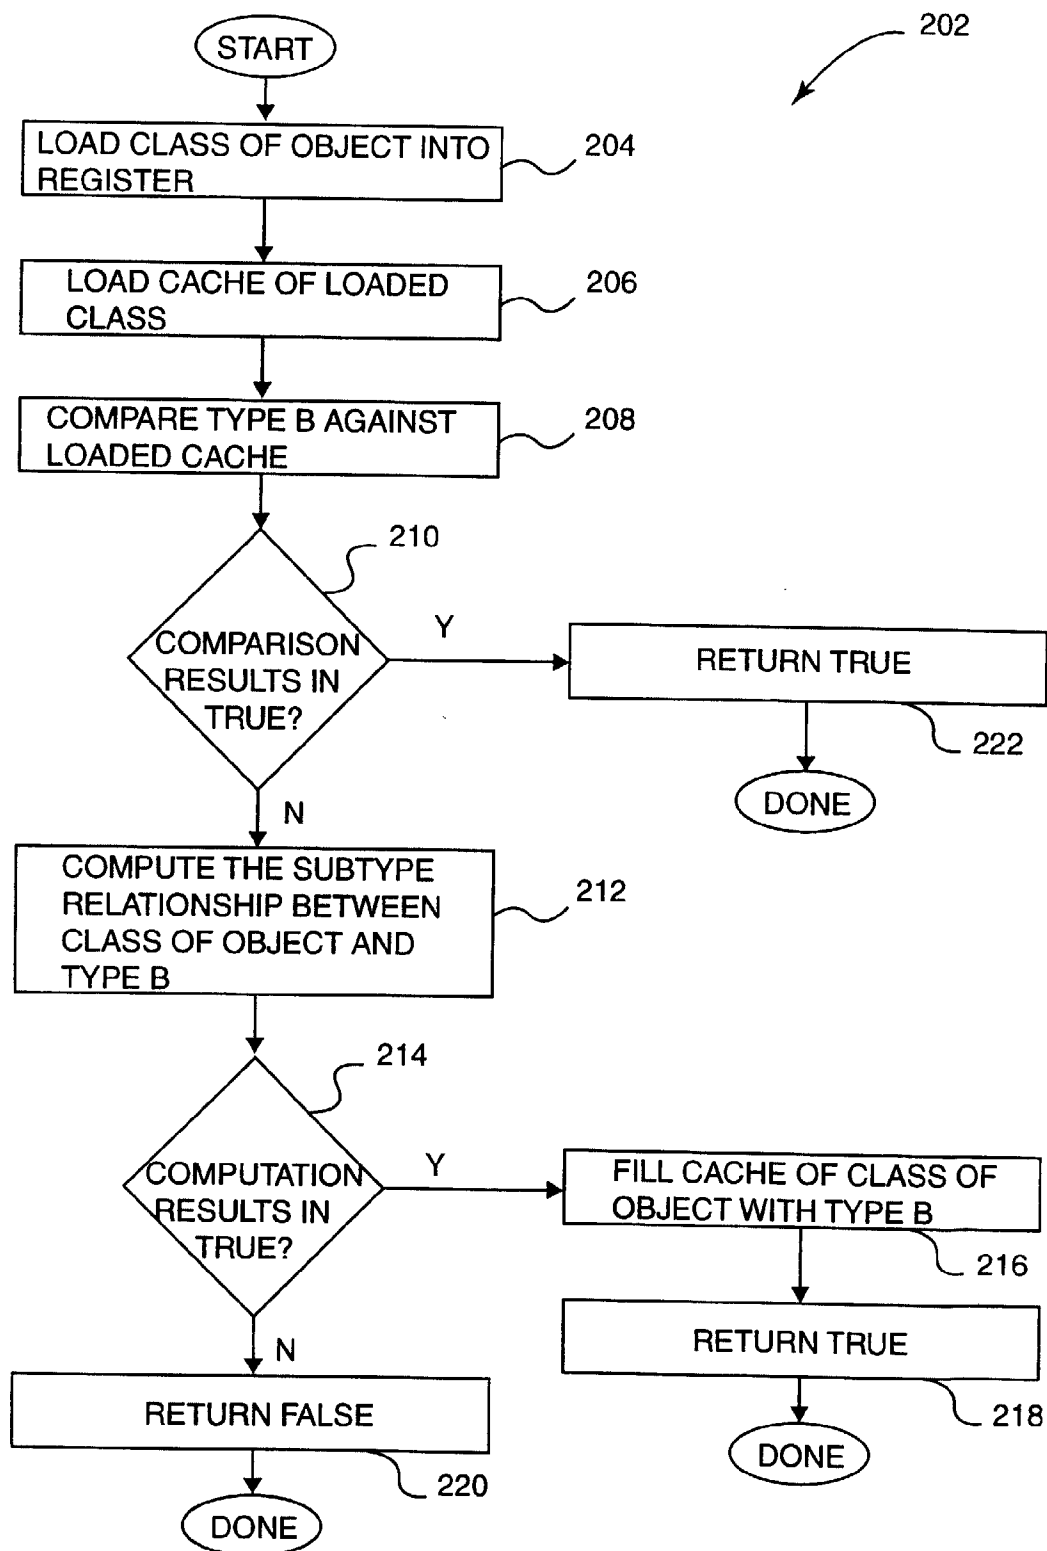 START
202
LOAD CLASS OF OBJECT INTO
REGISTER
204
LOAD CACHE OF LOADED
CLASS
206
COMPARE TYPE B AGAINST
LOADED CACHE
208
210
COMPARISON
RESULTS IN
TRUE?
Y
RETURN TRUE
222
DONE
N
COMPUTE THE SUBTYPE
RELATIONSHIP BETWEEN
CLASS OF OBJECT AND
TYPE B
212
214
COMPUTATION
RESULTS IN
TRUE?
Y
FILL CACHE OF CLASS OF
OBJECT WITH TYPE B
216
RETURN TRUE
218
DONE
N
RETURN FALSE
220
DONE